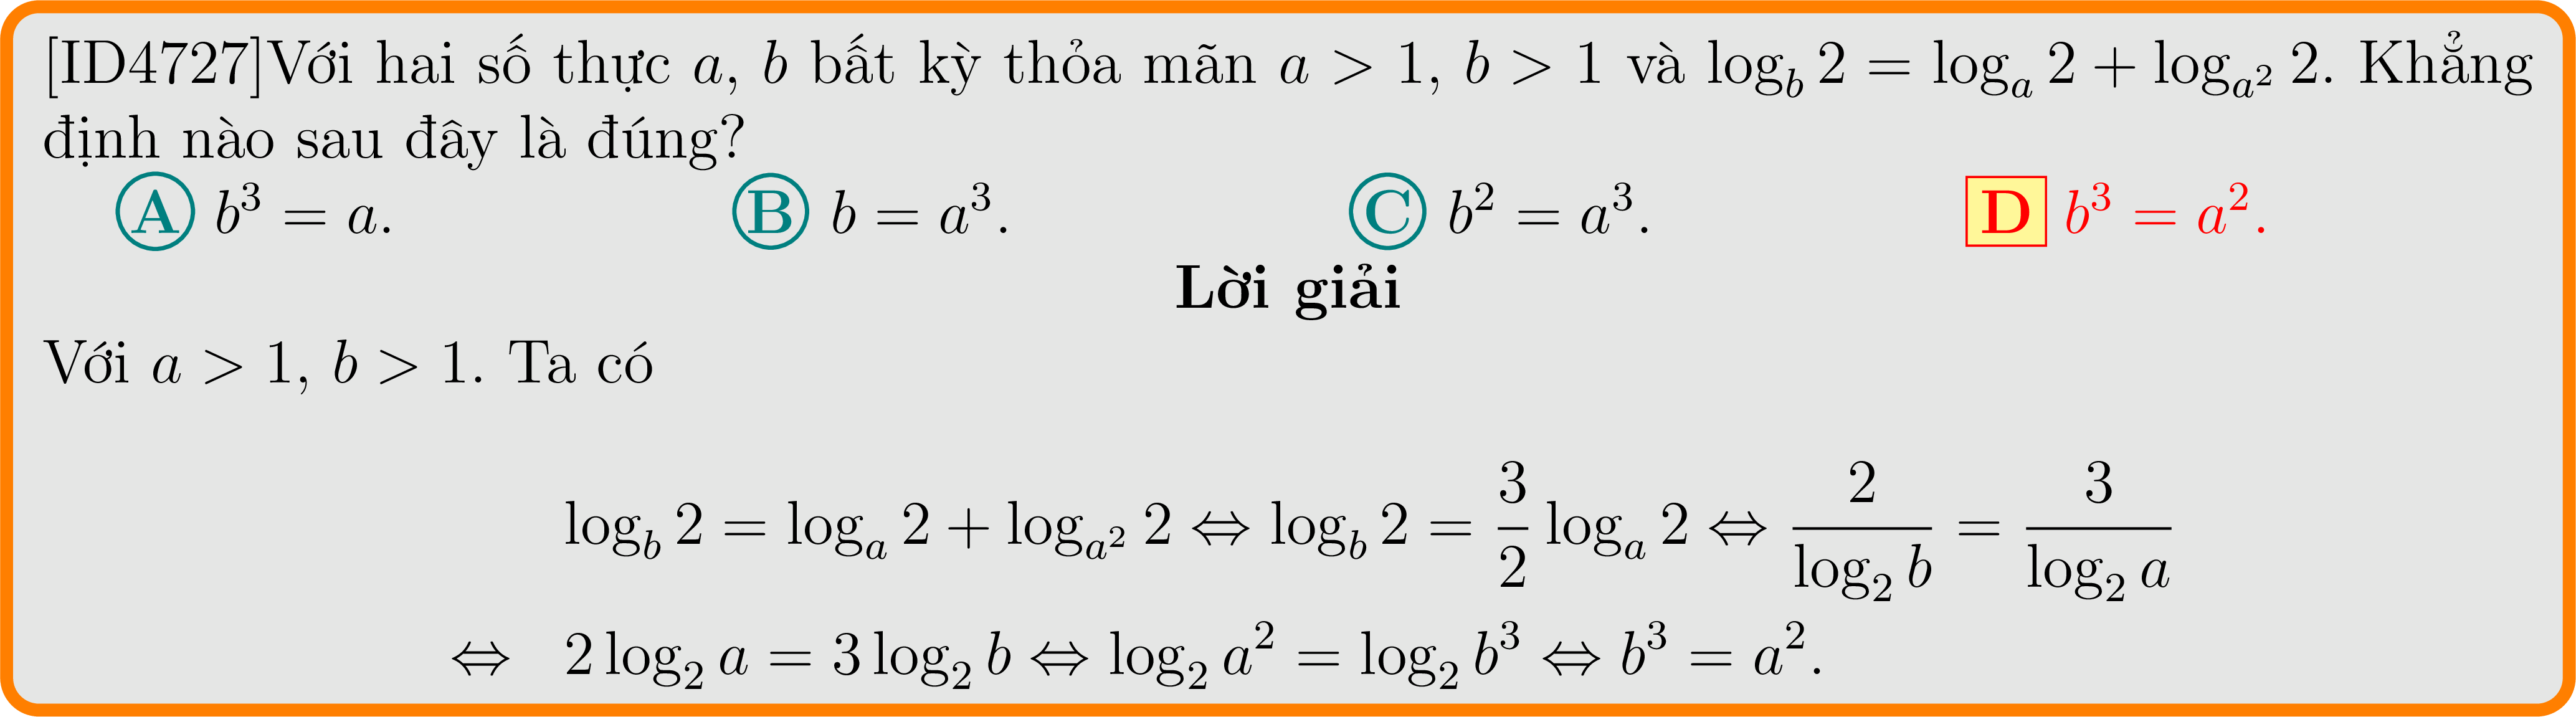 [ID4727]Với hai số thực $a$, $b$ bất kỳ thỏa mãn $a > 1$, $b > 1$ và $\log_b 2 = \log_a 2 + \log_{a^2} 2$. Khẳng
định nào sau đây là đúng?
A $b^3 = a$. B $b = a^3$. C $b^2 = a^3$. D $b^3 = a^2$.
Lời giải
Với $a > 1$, $b > 1$. Ta có
$\log_b 2 = \log_a 2 + \log_{a^2} 2 \Leftrightarrow \log_b 2 = \frac{3}{2} \log_a 2 \Leftrightarrow \frac{2}{\log_2 b} = \frac{3}{\log_2 a}$
$\Leftrightarrow 2 \log_2 a = 3 \log_2 b \Leftrightarrow \log_2 a^2 = \log_2 b^3 \Leftrightarrow b^3 = a^2.$